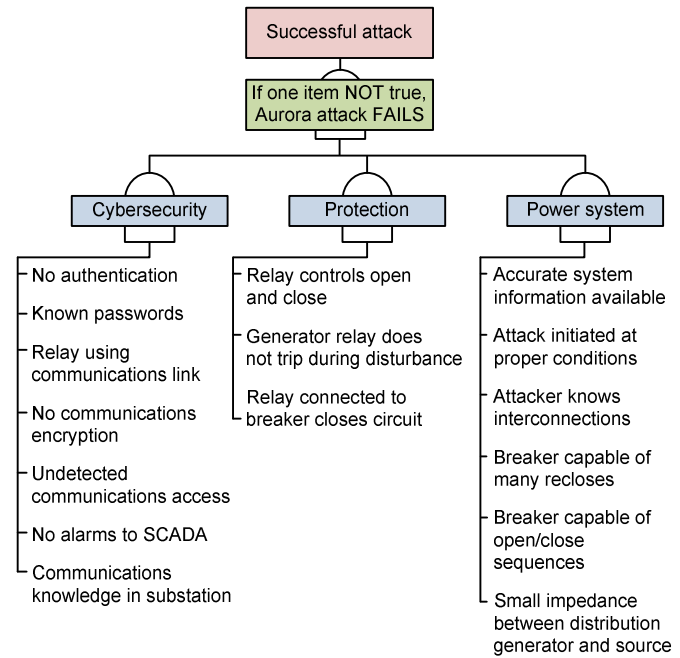 Successful attack
If one item NOT true,
Aurora attack FAILS
Cybersecurity
No authentication
Known passwords
Relay using
communications link
No communications
encryption
Undetected
communications access
No alarms to SCADA
Communications
knowledge in substation
Protection
Relay controls open
and close
Generator relay does
not trip during disturbance
Relay connected to
breaker closes circuit
Power system
Accurate system
information available
Attack initiated at
proper conditions
Attacker knows
interconnections
Breaker capable of
many recloses
Breaker capable of
open/close
sequences
Small impedance
between distribution
generator and source